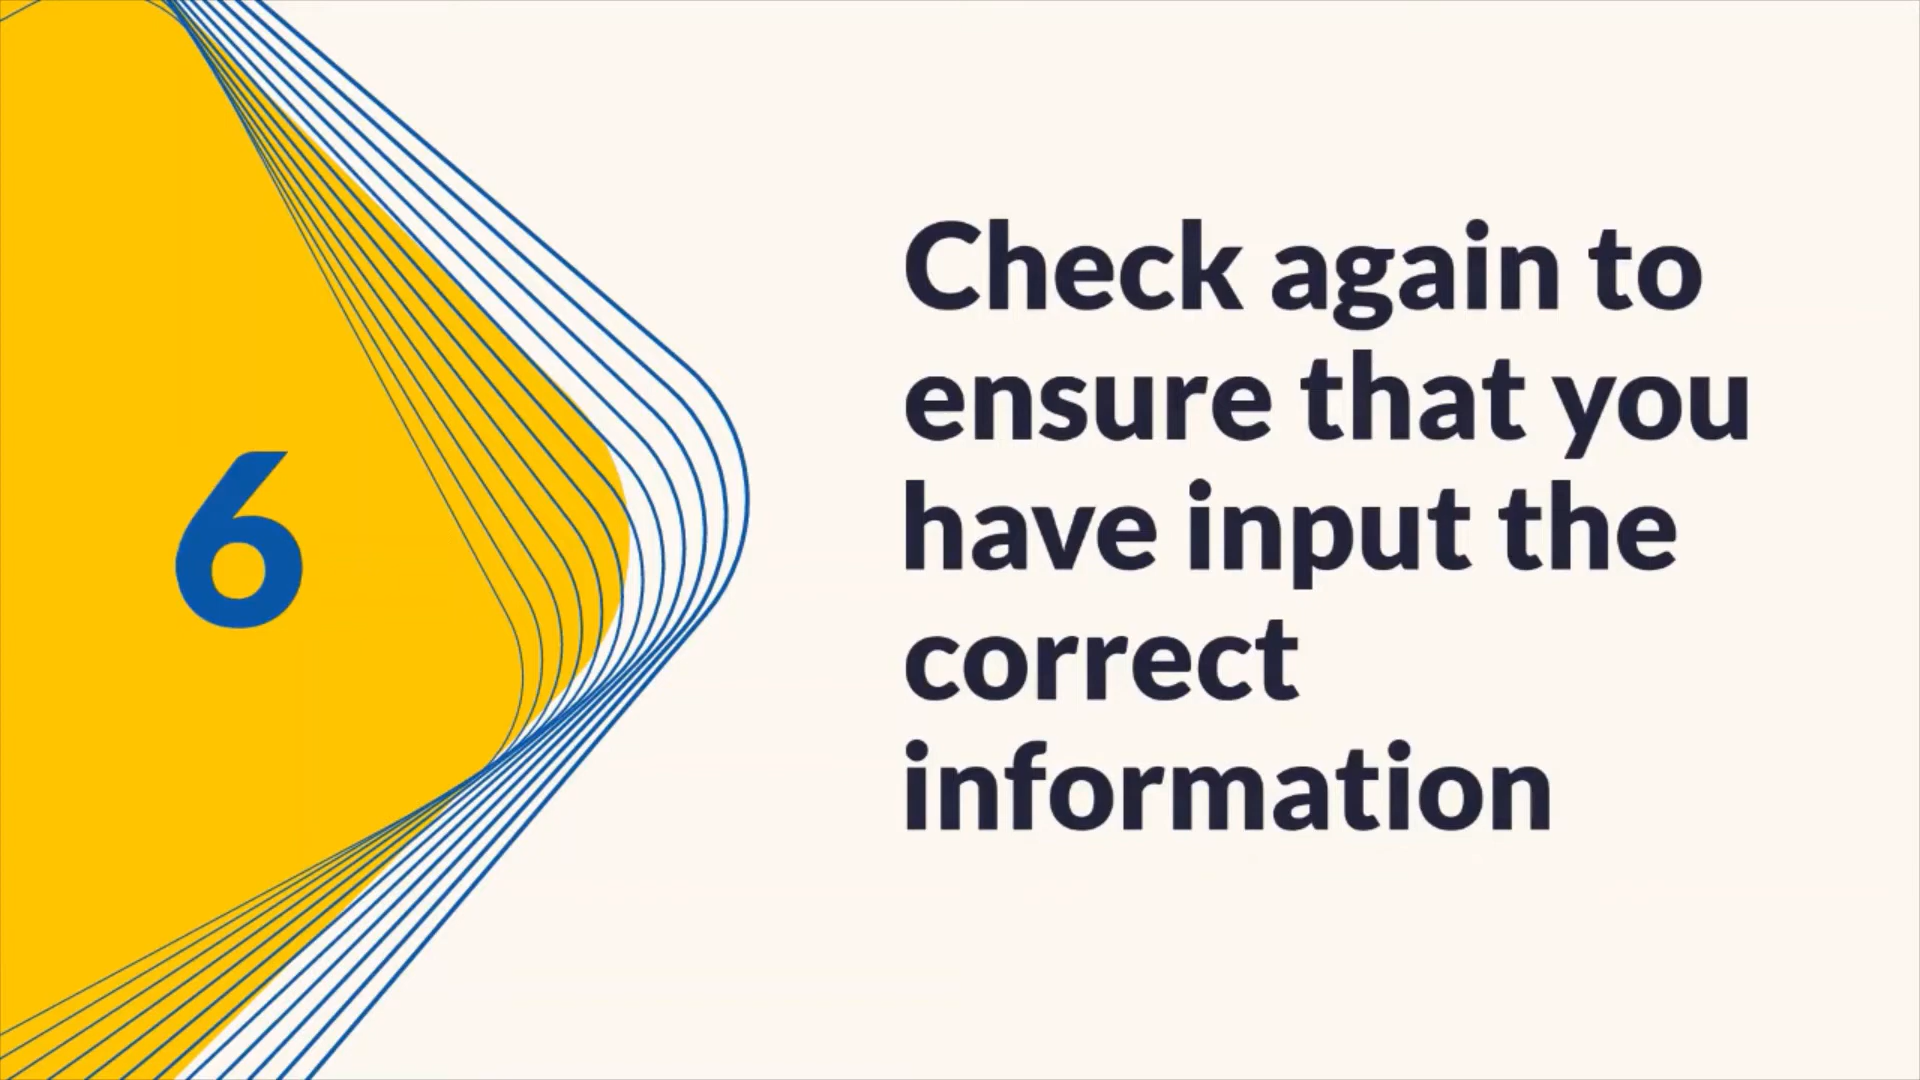 6
Check again to
ensure that you
have input the
correct
information